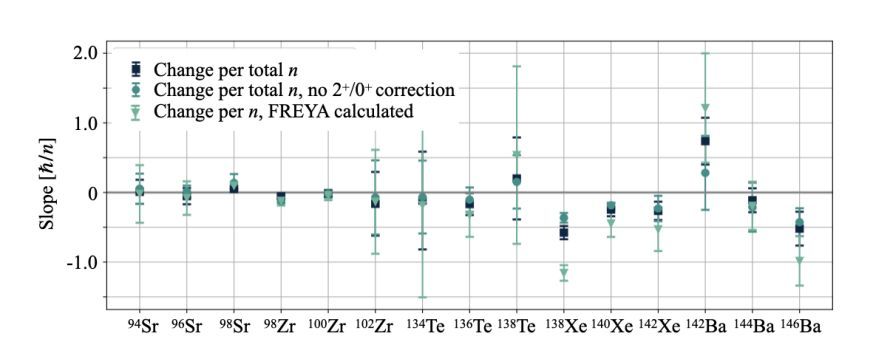 2.0
Change per total n
Change per total n, no 2⁺/0⁺ correction
Change per n, FREYA calculated
1.0
0
-1.0
Slope [ℏ/n]
⁹⁴Sr ⁹⁶Sr ⁹⁸Sr ⁹⁸Zr ¹⁰⁰Zr ¹⁰²Zr ¹³⁴Te ¹³⁶Te ¹³⁸Te ¹³⁸Xe ¹⁴⁰Xe ¹⁴²Xe ¹⁴²Ba ¹⁴⁴Ba ¹⁴⁶Ba